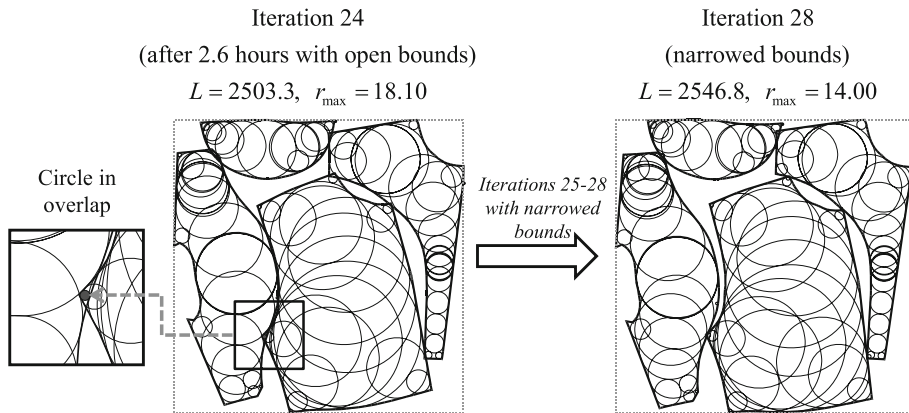 Iteration 24
(after 2.6 hours with open bounds)
L = 2503.3, r_max = 18.10
Iteration 28
(narrowed bounds)
L = 2546.8, r_max = 14.00
Circle in
overlap
Iterations 25-28
with narrowed
bounds